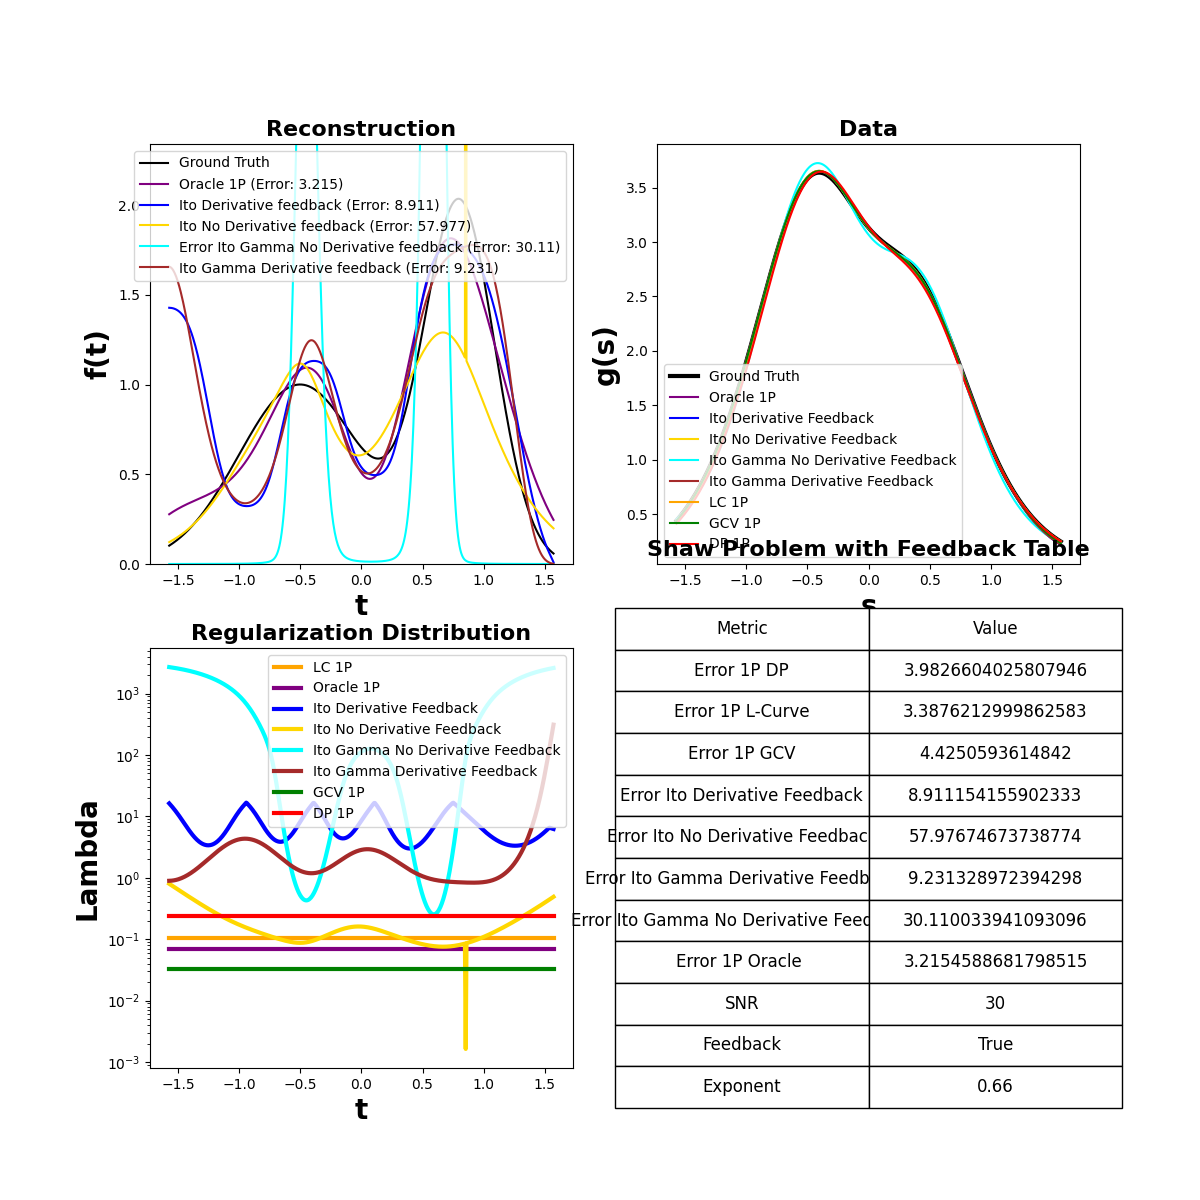 Reconstruction
Ground Truth
Oracle 1P (Error: 3.215)
Ito Derivative feedback (Error: 8.911)
Ito No Derivative feedback (Error: 57.977)
Error Ito Gamma No Derivative feedback (Error: 30.11)
Ito Gamma Derivative feedback (Error: 9.231)
f(t)
2.0
1.5
1.0
0.5
0.0
−1.5 −1.0 −0.5 0.0 0.5 1.0 1.5
t
Data
g(s)
3.5
3.0
2.5
2.0
1.5
1.0
0.5
Ground Truth
Oracle 1P
Ito Derivative Feedback
Ito No Derivative Feedback
Ito Gamma No Derivative Feedback
Ito Gamma Derivative Feedback
LC 1P
GCV 1P
DP 1P
−1.5 −1.0 −0.5 0.0 0.5 1.0 1.5
s
Regularization Distribution
LC 1P
Oracle 1P
Ito Derivative Feedback
Ito No Derivative Feedback
Ito Gamma No Derivative Feedback
Ito Gamma Derivative Feedback
GCV 1P
DP 1P
Lambda
10³
10²
10¹
10⁰
10⁻¹
10⁻²
10⁻³
−1.5 −1.0 −0.5 0.0 0.5 1.0 1.5
t
Shaw Problem with Feedback Table
Metric Value
Error 1P DP 3.9826604025807946
Error 1P L-Curve 3.3876212999862583
Error 1P GCV 4.4250593614842
Error Ito Derivative Feedback 8.911154155902333
Error Ito No Derivative Feedbac 57.97674673738774
Error Ito Gamma Derivative Feedb 9.231328972394298
Error Ito Gamma No Derivative Feed 30.110033941093096
Error 1P Oracle 3.2154588681798515
SNR 30
Feedback True
Exponent 0.66